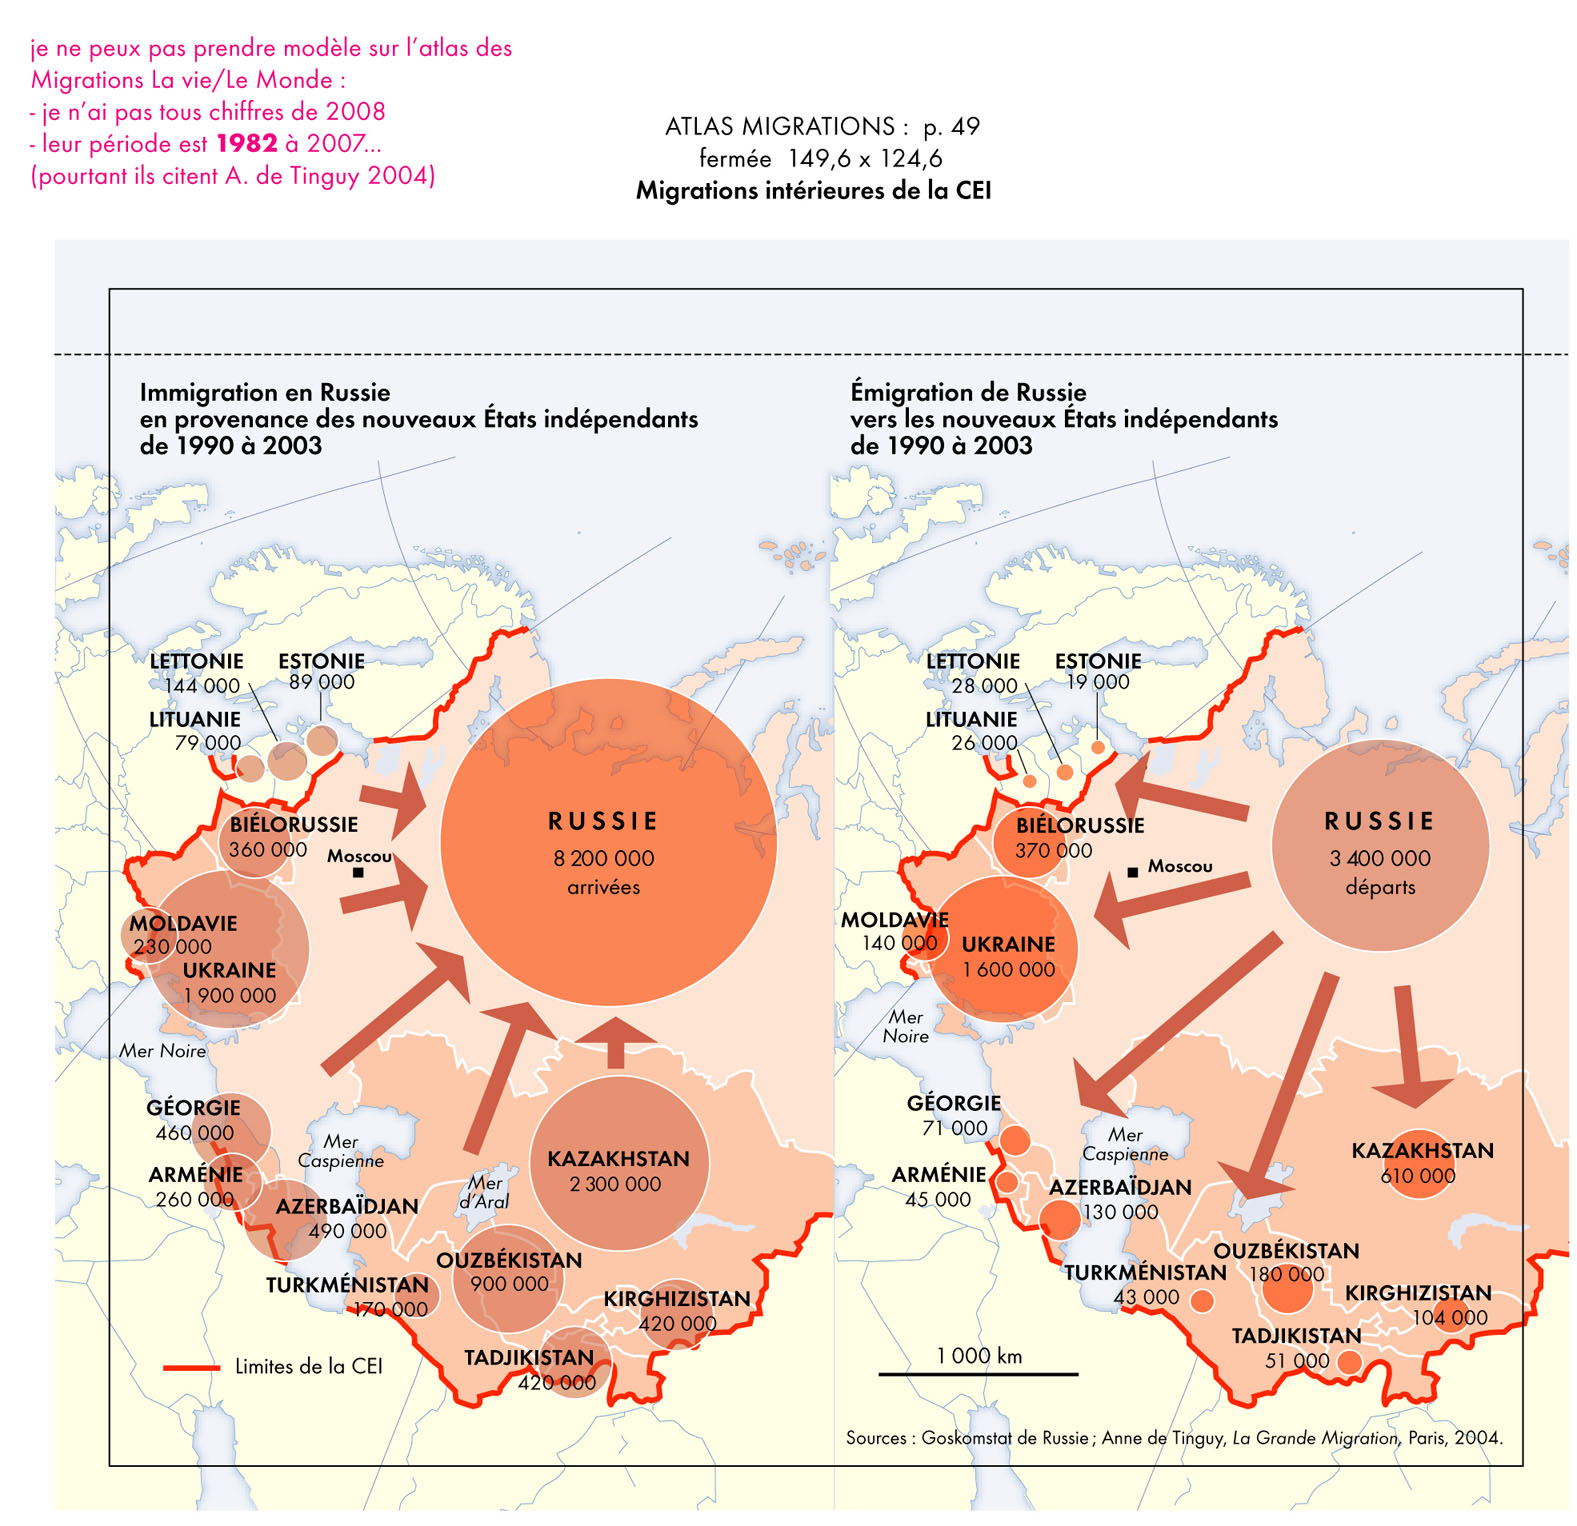 je ne peux pas prendre modèle sur l’atlas des
Migrations La vie/Le Monde :
- je n’ai pas tous chiffres de 2008
- leur période est 1982 à 2007...
(pourtant ils citent A. de Tinguy 2004)
ATLAS MIGRATIONS : p. 49
fermée 149,6 x 124,6
Migrations intérieures de la CEI
Immigration en Russie
en provenance des nouveaux États indépendants
de 1990 à 2003
LETTONIE
144 000
ESTONIE
89 000
LITUANIE
79 000
BIÉLORUSSIE
360 000
Moscou
RUSSIE
8 200 000
arrivées
MOLDAVIE
230 000
UKRAINE
1 900 000
Mer Noire
GÉORGIE
460 000
ARMÉNIE
260 000
Mer
Caspienne
AZERBAÏDJAN
490 000
Mer
d’Aral
KAZAKHSTAN
2 300 000
OUZBÉKISTAN
900 000
TURKMÉNISTAN
170 000
KIRGHIZISTAN
420 000
TADJIKISTAN
420 000
Limites de la CEI
Émigration de Russie
vers les nouveaux États indépendants
de 1990 à 2003
LETTONIE
28 000
ESTONIE
19 000
LITUANIE
26 000
BIÉLORUSSIE
370 000
Moscou
RUSSIE
3 400 000
départs
MOLDAVIE
140 000
UKRAINE
1 600 000
Mer
Noire
GÉORGIE
71 000
ARMÉNIE
45 000
Mer
Caspienne
AZERBAÏDJAN
130 000
KAZAKHSTAN
610 000
OUZBÉKISTAN
180 000
TURKMÉNISTAN
43 000
KIRGHIZISTAN
104 000
TADJIKISTAN
51 000
1 000 km
Sources : Goskomstat de Russie ; Anne de Tinguy, La Grande Migration, Paris, 2004.